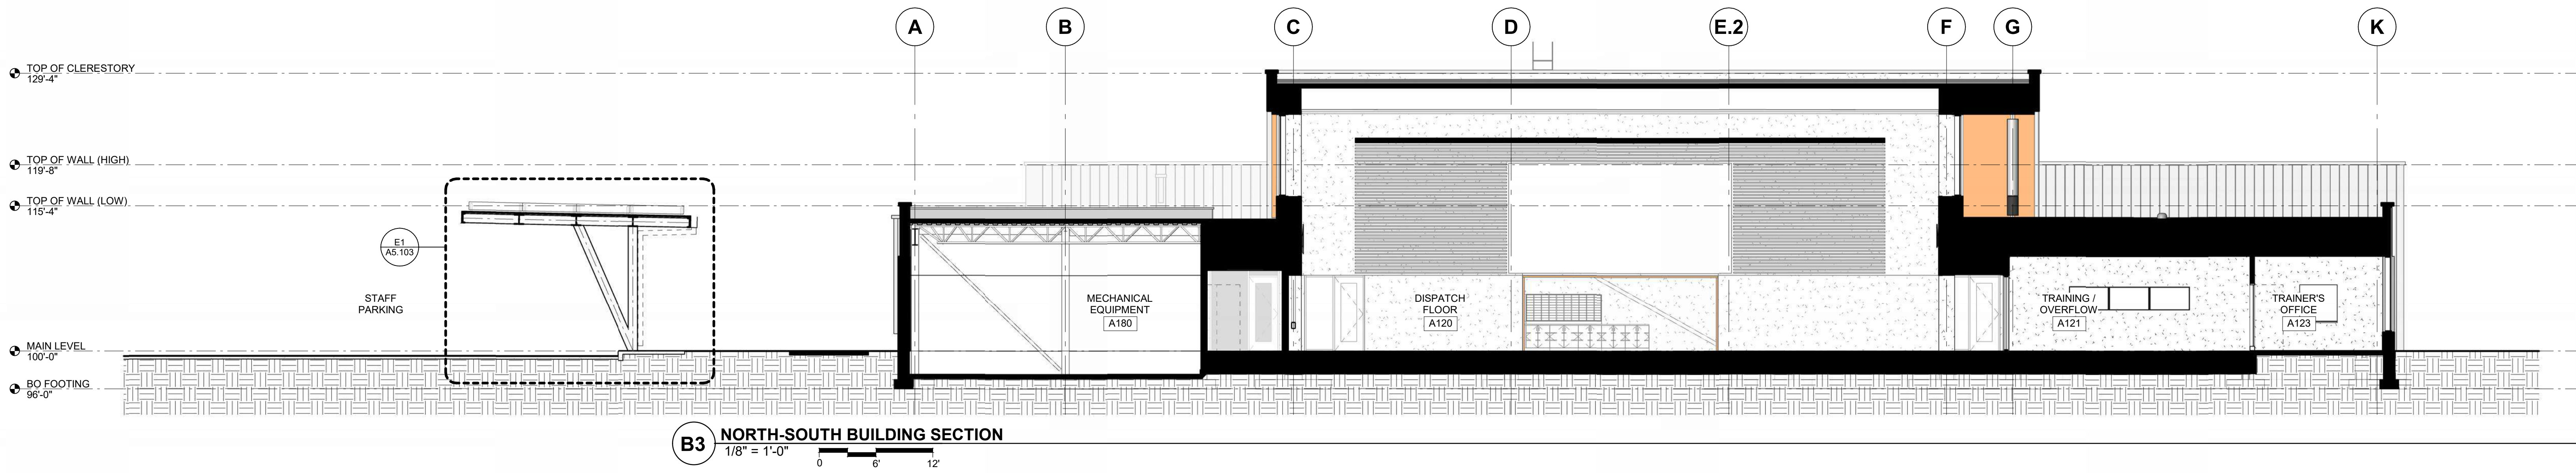 A
B
C
D
E.2
F
G
K
TOP OF CLERESTORY
129'-4"
TOP OF WALL (HIGH)
119'-8"
TOP OF WALL (LOW)
115'-4"
E1
A5.103
STAFF
PARKING
MECHANICAL
EQUIPMENT
A180
DISPATCH
FLOOR
A120
TRAINING /
OVERFLOW
A121
TRAINER'S
OFFICE
A123
MAIN LEVEL
100'-0"
BO FOOTING
96'-0"
B3
NORTH-SOUTH BUILDING SECTION
1/8" = 1'-0"
0 6' 12'